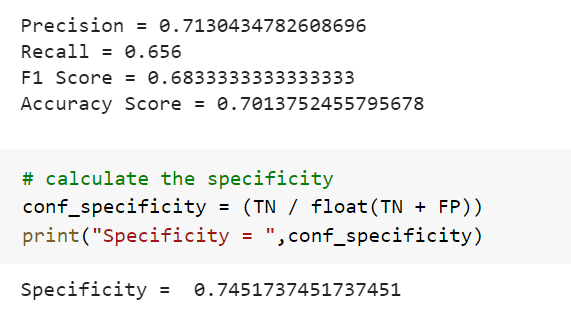 Precision = 0.7130434782608696
Recall = 0.656
F1 Score = 0.6833333333333333
Accuracy Score = 0.7013752455795678
# calculate the specificity
conf_specificity = (TN / float(TN + FP))
print("Specificity = ",conf_specificity)
Specificity =  0.7451737451737451